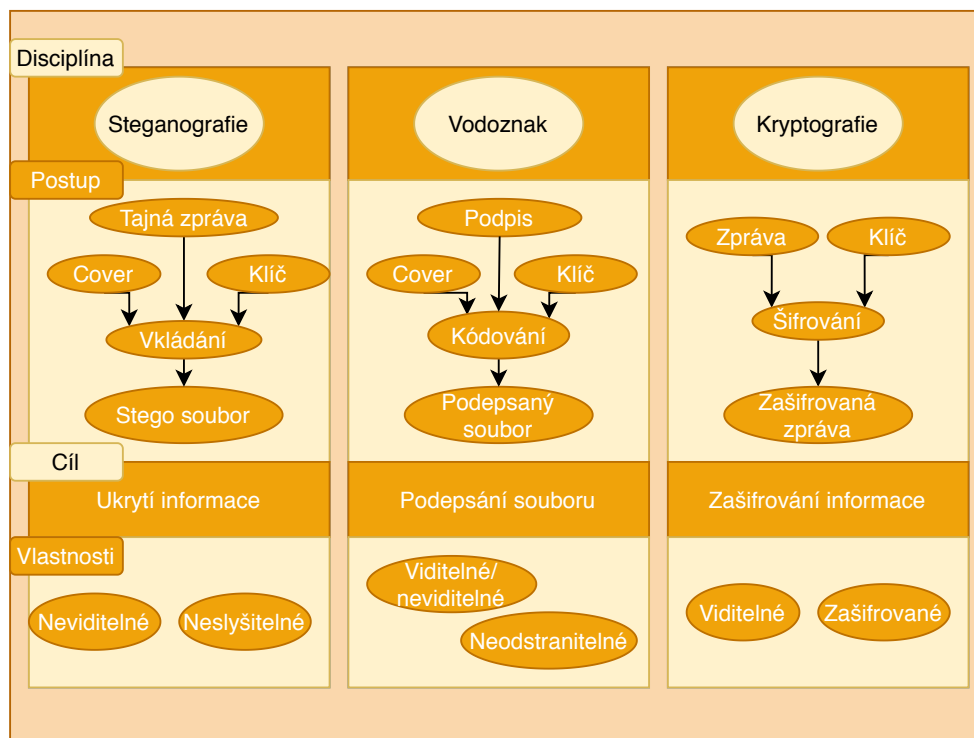 Disciplína
Steganografie
Vodoznak
Kryptografie
Postup
Tajná zpráva
Cover
Klíč
Vkládání
Stego soubor
Podpis
Cover
Klíč
Kódování
Podepsaný
soubor
Zpráva
Klíč
Šifrování
Zašifrovaná
zpráva
Cíl
Ukrytí informace
Podepsání souboru
Zašifrování informace
Vlastnosti
Neviditelné
Neslyšitelné
Viditelné/
neviditelné
Neodstranitelné
Viditelné
Zašifrované